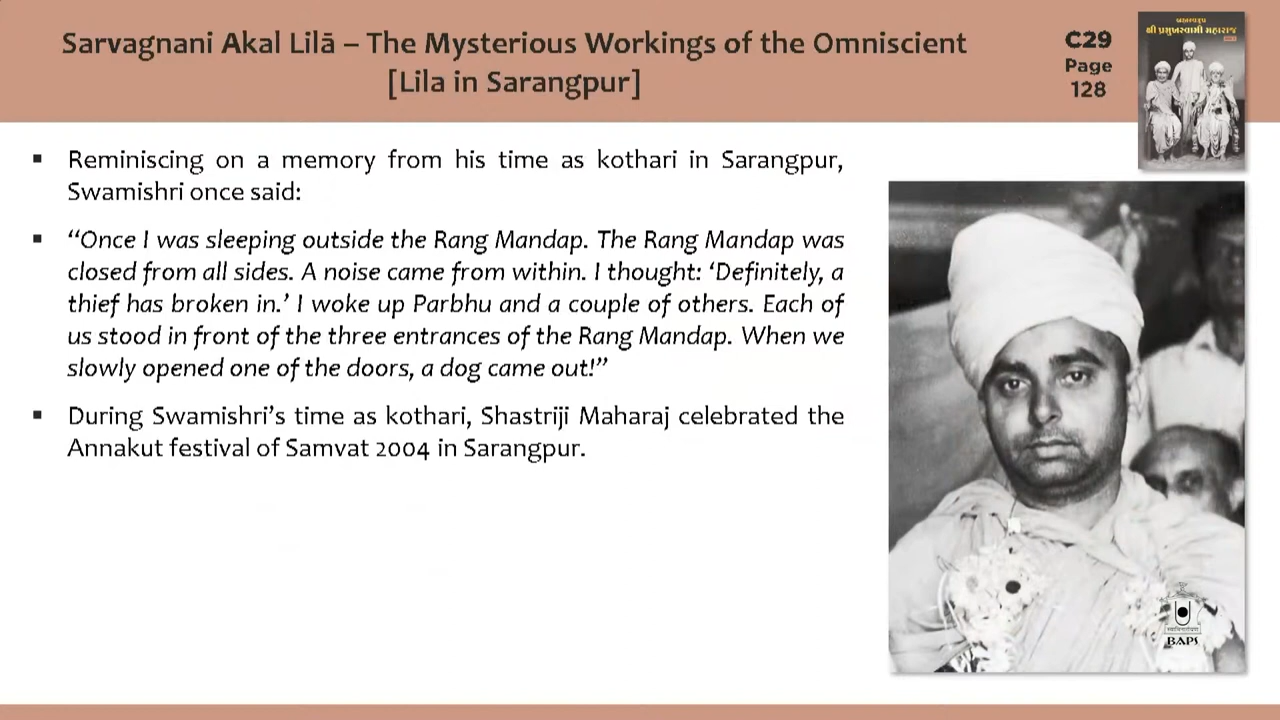 Sarvagnani Akal Lilā – The Mysterious Workings of the Omniscient
[Lila in Sarangpur]
C29
Page
128
શ્રી પ્રમુખસ્વામી મહારાજ
▪ Reminiscing on a memory from his time as kothari in Sarangpur,
Swamishri once said:
▪ “Once I was sleeping outside the Rang Mandap. The Rang Mandap was
closed from all sides. A noise came from within. I thought: ‘Definitely, a
thief has broken in.’ I woke up Parbhu and a couple of others. Each of
us stood in front of the three entrances of the Rang Mandap. When we
slowly opened one of the doors, a dog came out!”
▪ During Swamishri’s time as kothari, Shastriji Maharaj celebrated the
Annakut festival of Samvat 2004 in Sarangpur.
BAPS